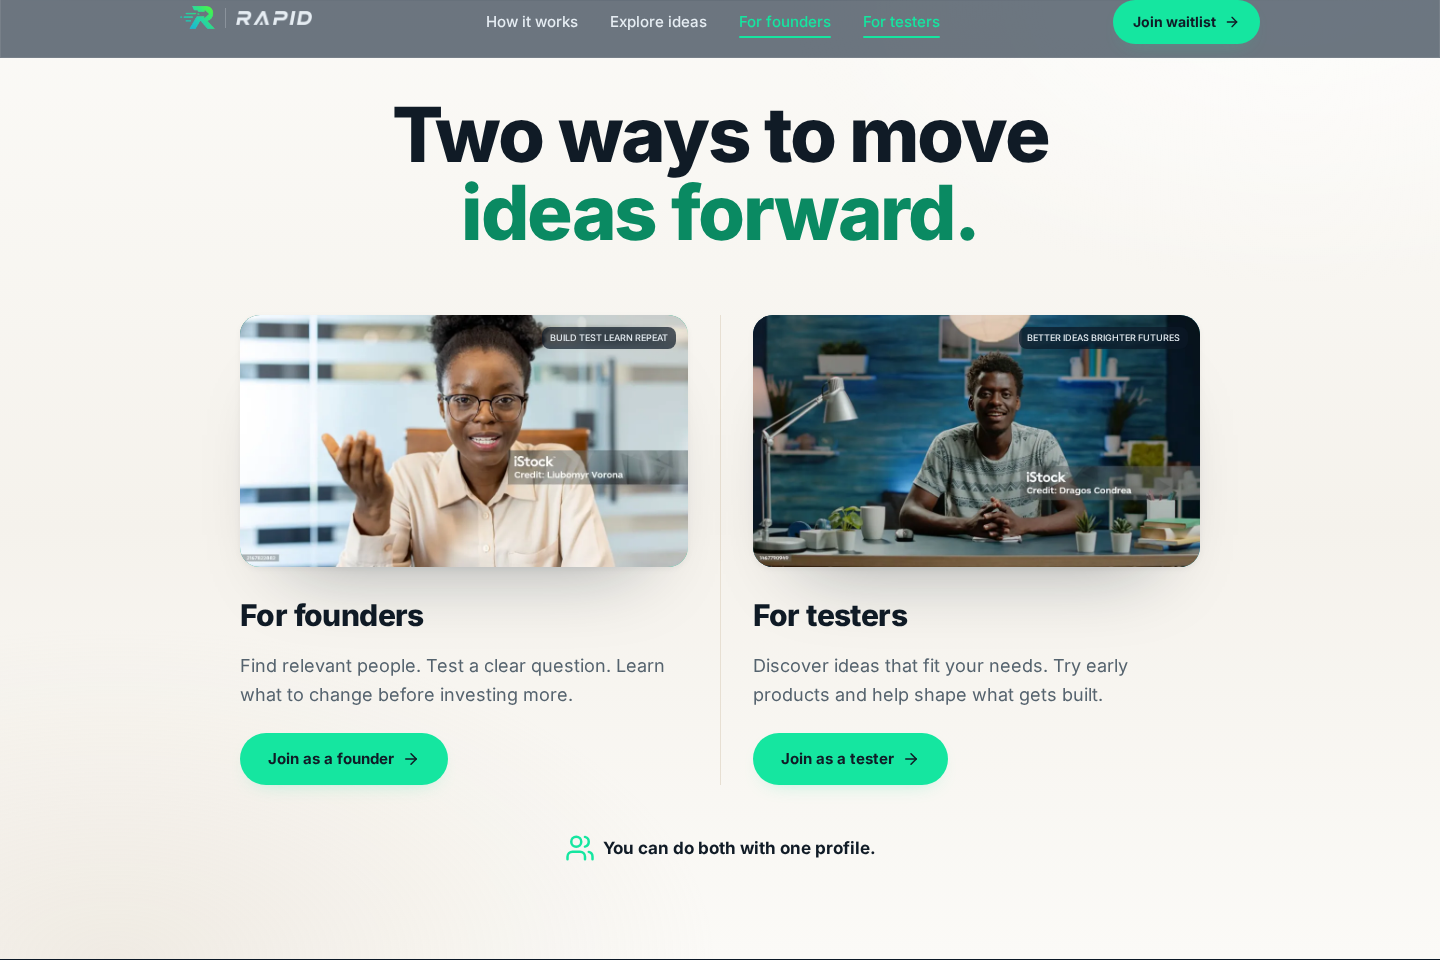 RAPID
How it works
Explore ideas
For founders
For testers
Join waitlist
Two ways to move
ideas forward.
BUILD TEST LEARN REPEAT
iStock
Credit: Liubomyr Vorona
BETTER IDEAS BRIGHTER FUTURES
iStock
Credit: Dragos Condrea
For founders
Find relevant people. Test a clear question. Learn
what to change before investing more.
Join as a founder
For testers
Discover ideas that fit your needs. Try early
products and help shape what gets built.
Join as a tester
You can do both with one profile.